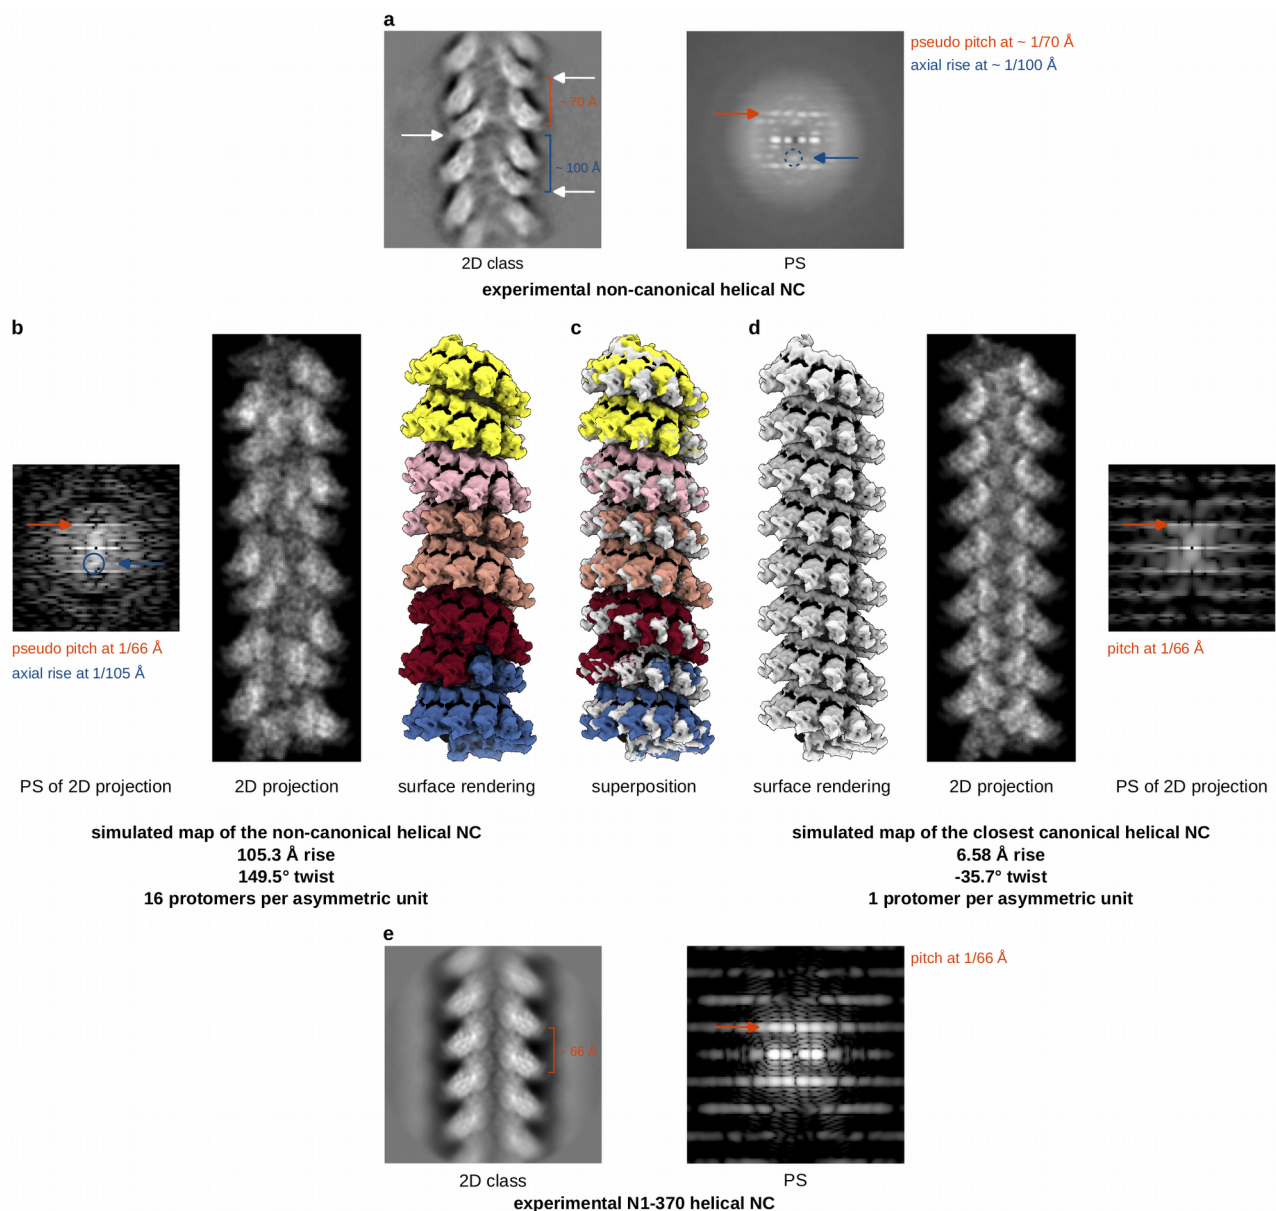 a
pseudo pitch at ~ 1/70 Å
axial rise at ~ 1/100 Å
~ 70 Å
~ 100 Å
2D class
PS
experimental non-canonical helical NC
b
c
d
pseudo pitch at 1/66 Å
axial rise at 1/105 Å
pitch at 1/66 Å
PS of 2D projection
2D projection
surface rendering
superposition
surface rendering
2D projection
PS of 2D projection
simulated map of the non-canonical helical NC
105.3 Å rise
149.5° twist
16 protomers per asymmetric unit
simulated map of the closest canonical helical NC
6.58 Å rise
-35.7° twist
1 protomer per asymmetric unit
e
pitch at 1/66 Å
~ 66 Å
2D class
PS
experimental N1-370 helical NC